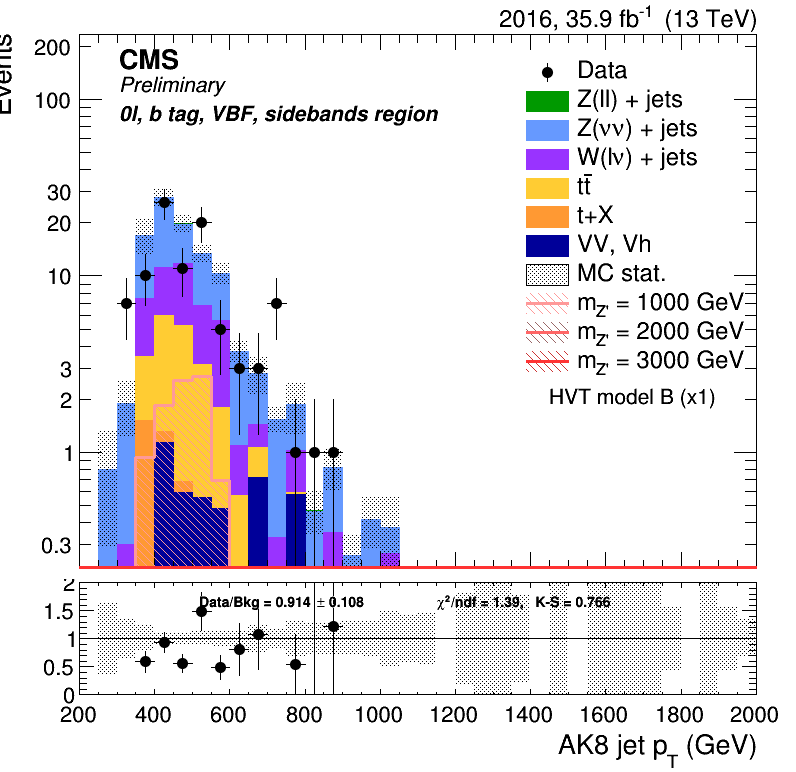 2016, 35.9 fb⁻¹ (13 TeV)
Events
CMS
Preliminary
0l, b tag, VBF, sidebands region
Data
Z(ll) + jets
Z(νν) + jets
W(lν) + jets
tt̄
t+X
VV, Vh
MC stat.
m_Z' = 1000 GeV
m_Z' = 2000 GeV
m_Z' = 3000 GeV
HVT model B (x1)
200
100
30
20
10
3
2
1
0.3
2
1.5
1
0.5
0
Data/Bkg = 0.914 ± 0.108
χ²/ndf = 1.39, K-S = 0.766
200 400 600 800 1000 1200 1400 1600 1800 2000
AK8 jet p_T (GeV)